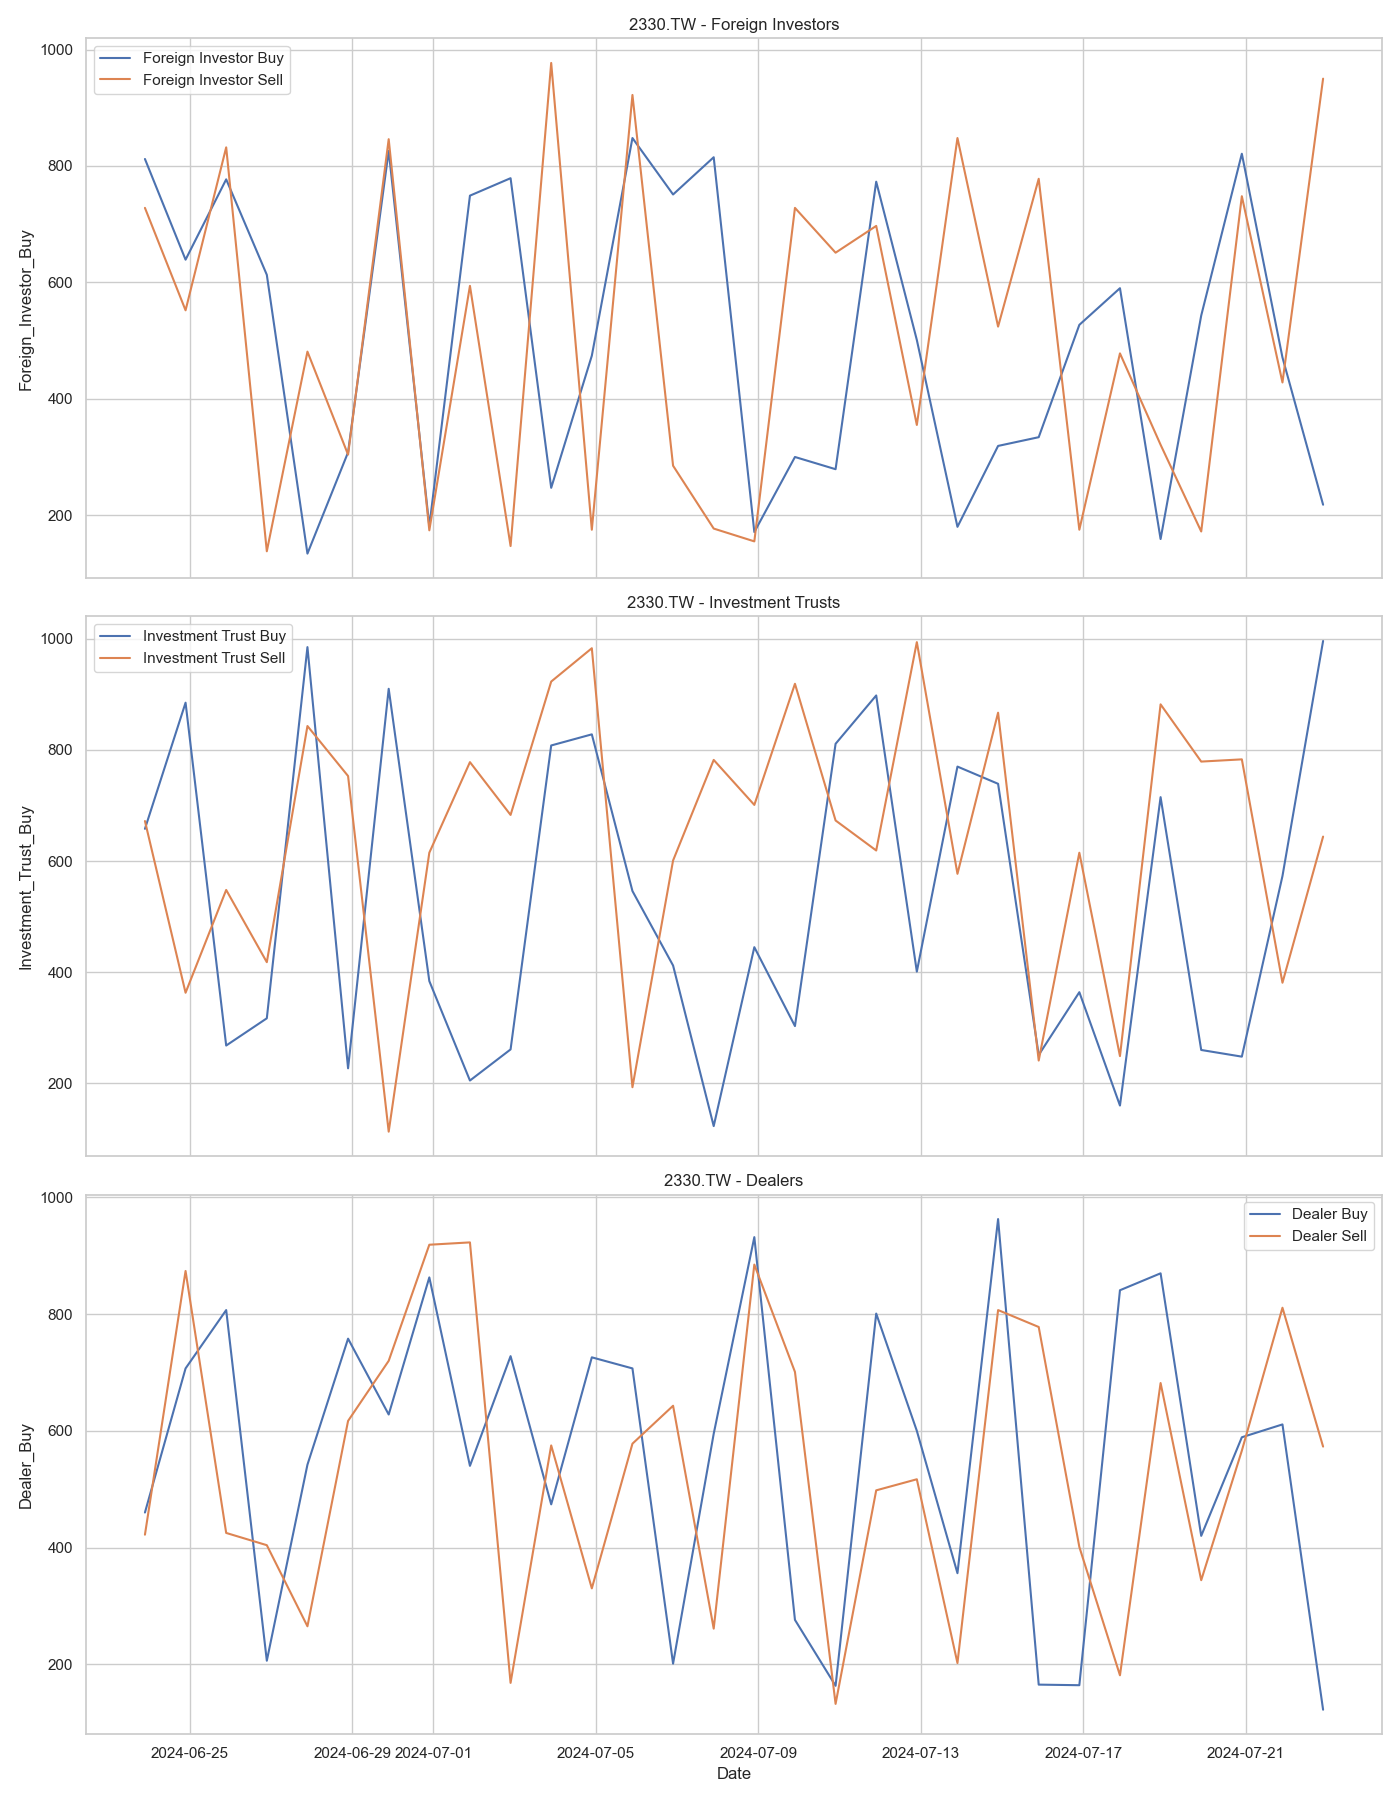 2330.TW - Foreign Investors
Foreign Investor Buy
Foreign Investor Sell
Foreign_Investor_Buy
1000
800
600
400
200
2330.TW - Investment Trusts
Investment Trust Buy
Investment Trust Sell
Investment_Trust_Buy
1000
800
600
400
200
2330.TW - Dealers
Dealer Buy
Dealer Sell
Dealer_Buy
1000
800
600
400
200
2024-06-25 2024-06-29 2024-07-01 2024-07-05 2024-07-09 2024-07-13 2024-07-17 2024-07-21
Date